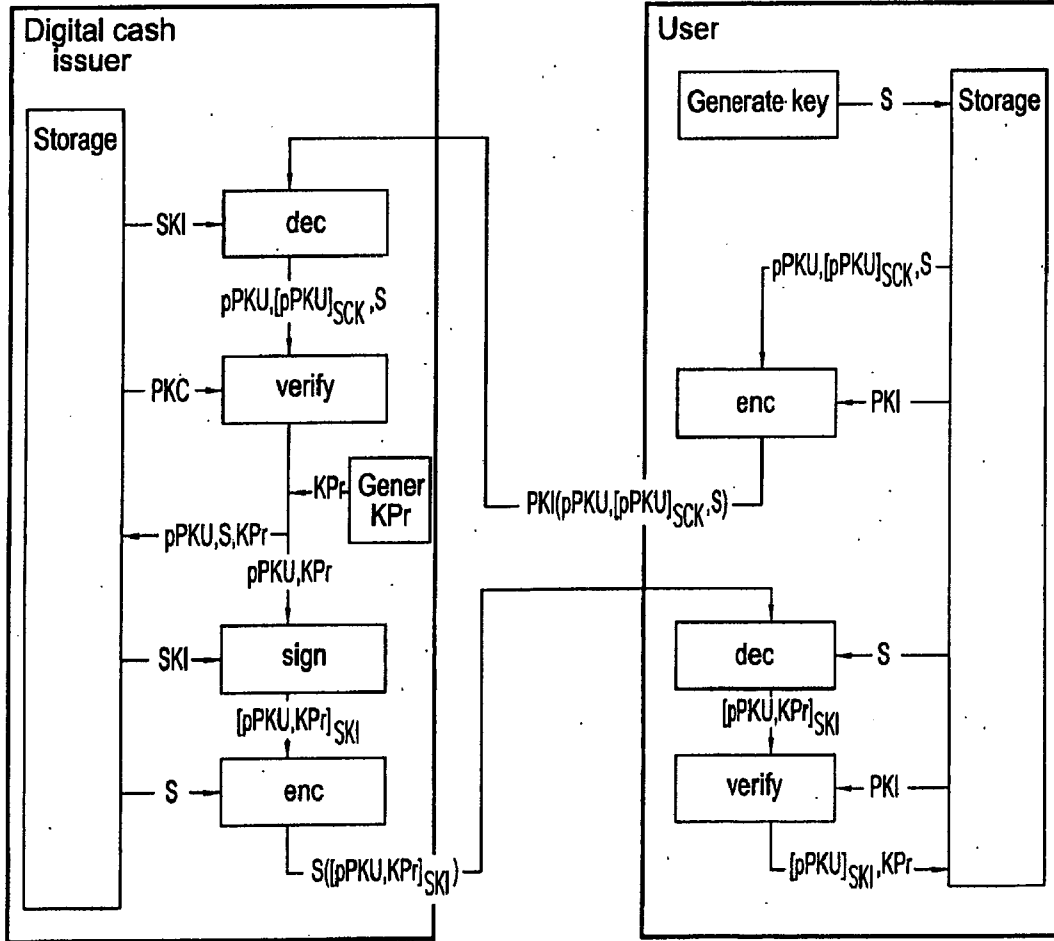 Digital cash
issuer
Storage
SKI
dec
pPKU,[pPKU]SCK,S
PKC
verify
KPr
Gener
KPr
pPKU,S,KPr
pPKU,KPr
SKI
sign
[pPKU,KPr]SKI
S
enc
S([pPKU,KPr]SKI)
PKI(pPKU,[pPKU]SCK,S)
User
Generate key
S
Storage
pPKU,[pPKU]SCK,S
enc
PKI
dec
S
[pPKU,KPr]SKI
verify
PKI
[pPKU]SKI,KPr